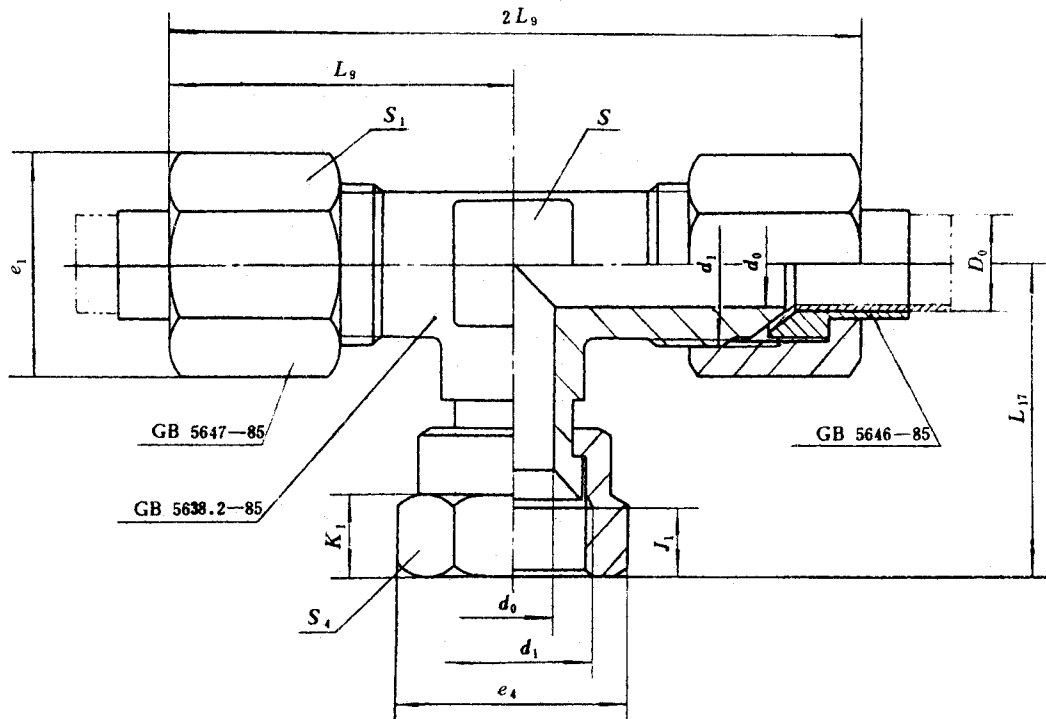 2L₉
L₉
S₁
S
e₁
d₁
d₀
D₀
GB 5647—85
GB 5646—85
L₁₇
GB 5638.2—85
K₁
J₁
S₄
d₀
d₁
e₄